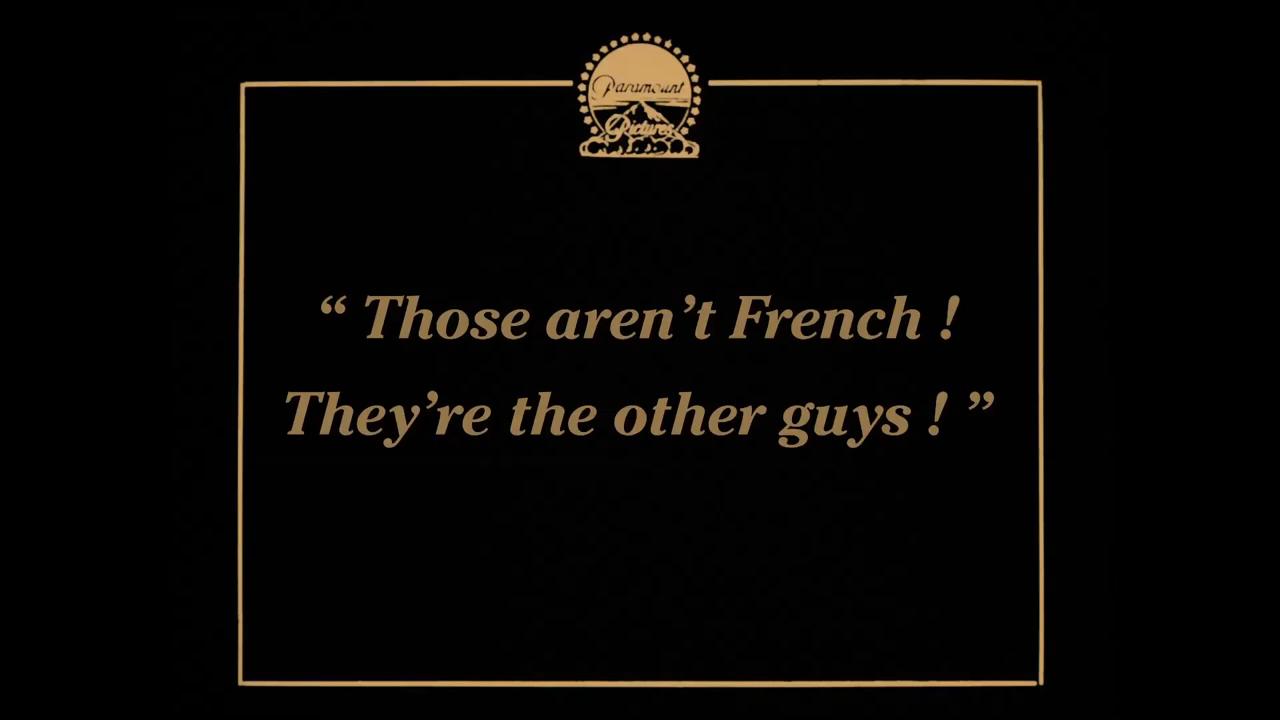 Paramount
Pictures
“ Those aren’t French !
They’re the other guys ! ”